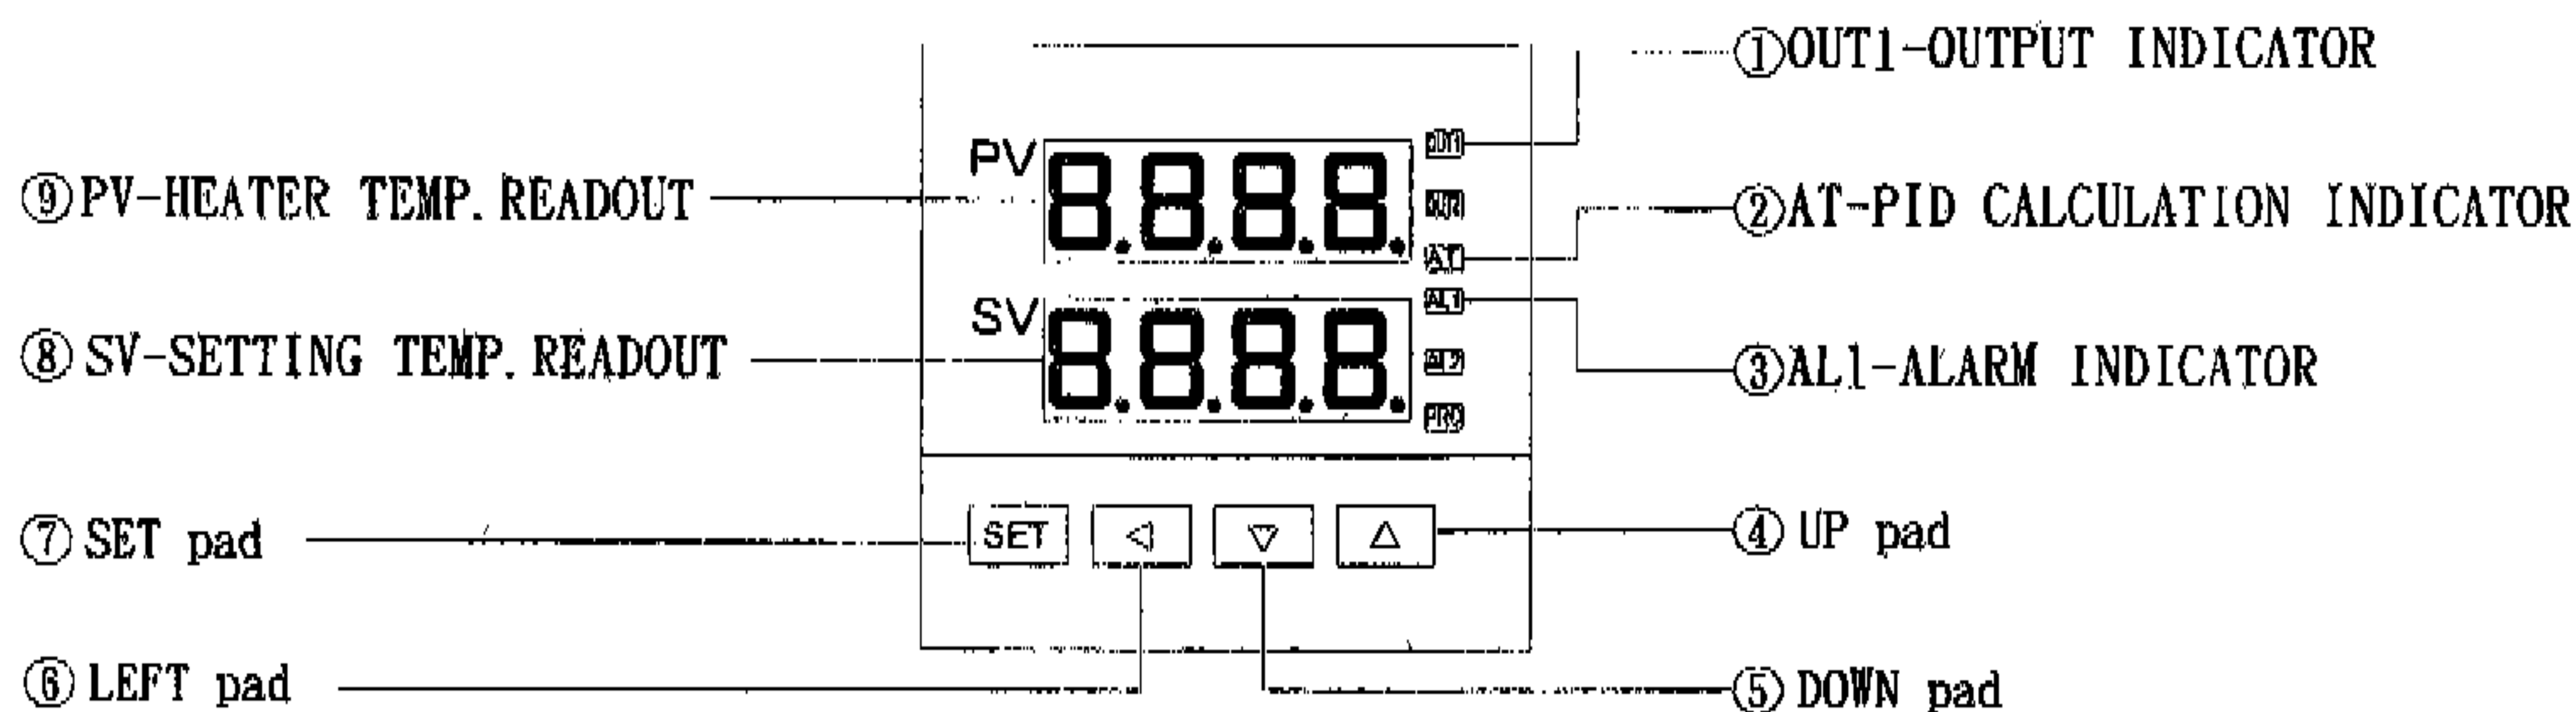 ①OUT1-OUTPUT INDICATOR
PV
8.8.8.8.
OUT1
⑨PV-HEATER TEMP.READOUT
OUT2
②AT-PID CALCULATION INDICATOR
AT
AL1
SV
8.8.8.8.
⑧SV-SETTING TEMP.READOUT
AL2
③AL1-ALARM INDICATOR
PRO
⑦SET pad
SET ◁ ▽ △
④UP pad
⑥LEFT pad
⑤DOWN pad